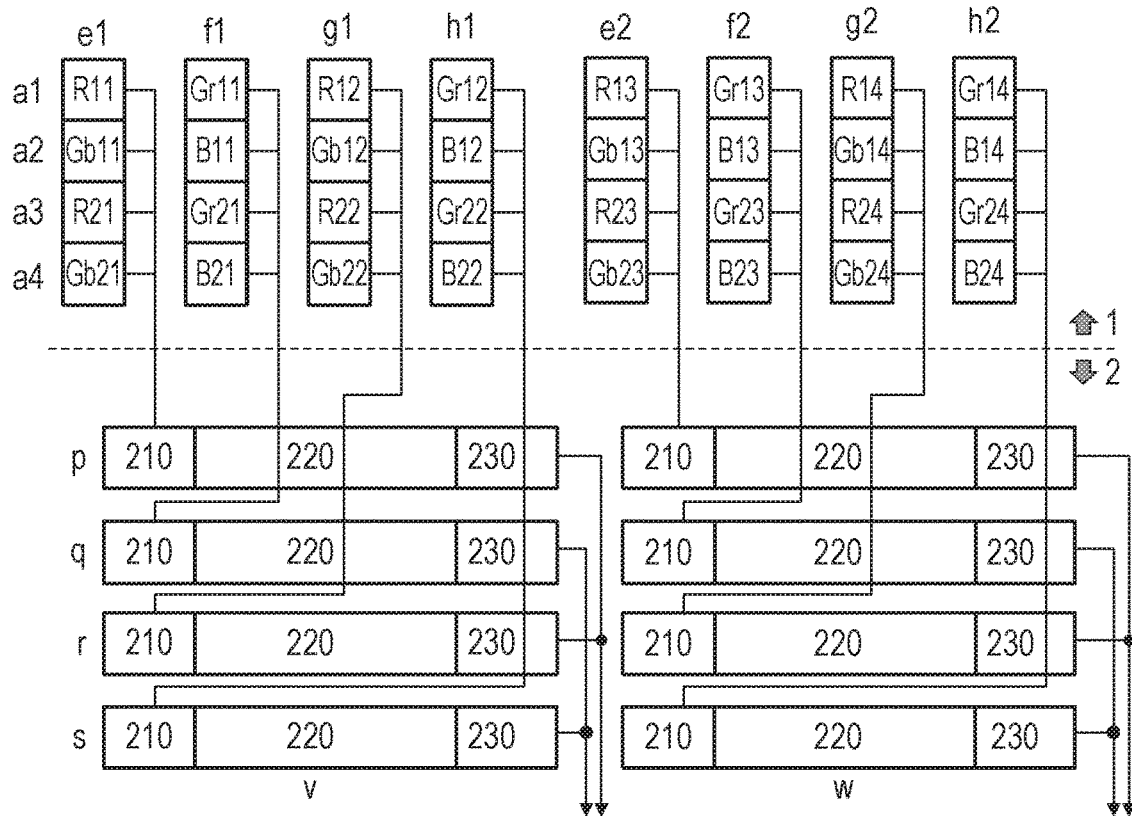 e1 f1 g1 h1 e2 f2 g2 h2
a1 R11 Gr11 R12 Gr12 R13 Gr13 R14 Gr14
a2 Gb11 B11 Gb12 B12 Gb13 B13 Gb14 B14
a3 R21 Gr21 R22 Gr22 R23 Gr23 R24 Gr24
a4 Gb21 B21 Gb22 B22 Gb23 B23 Gb24 B24
1
2
p 210 220 230 210 220 230
q 210 220 230 210 220 230
r 210 220 230 210 220 230
s 210 220 230 210 220 230
v w